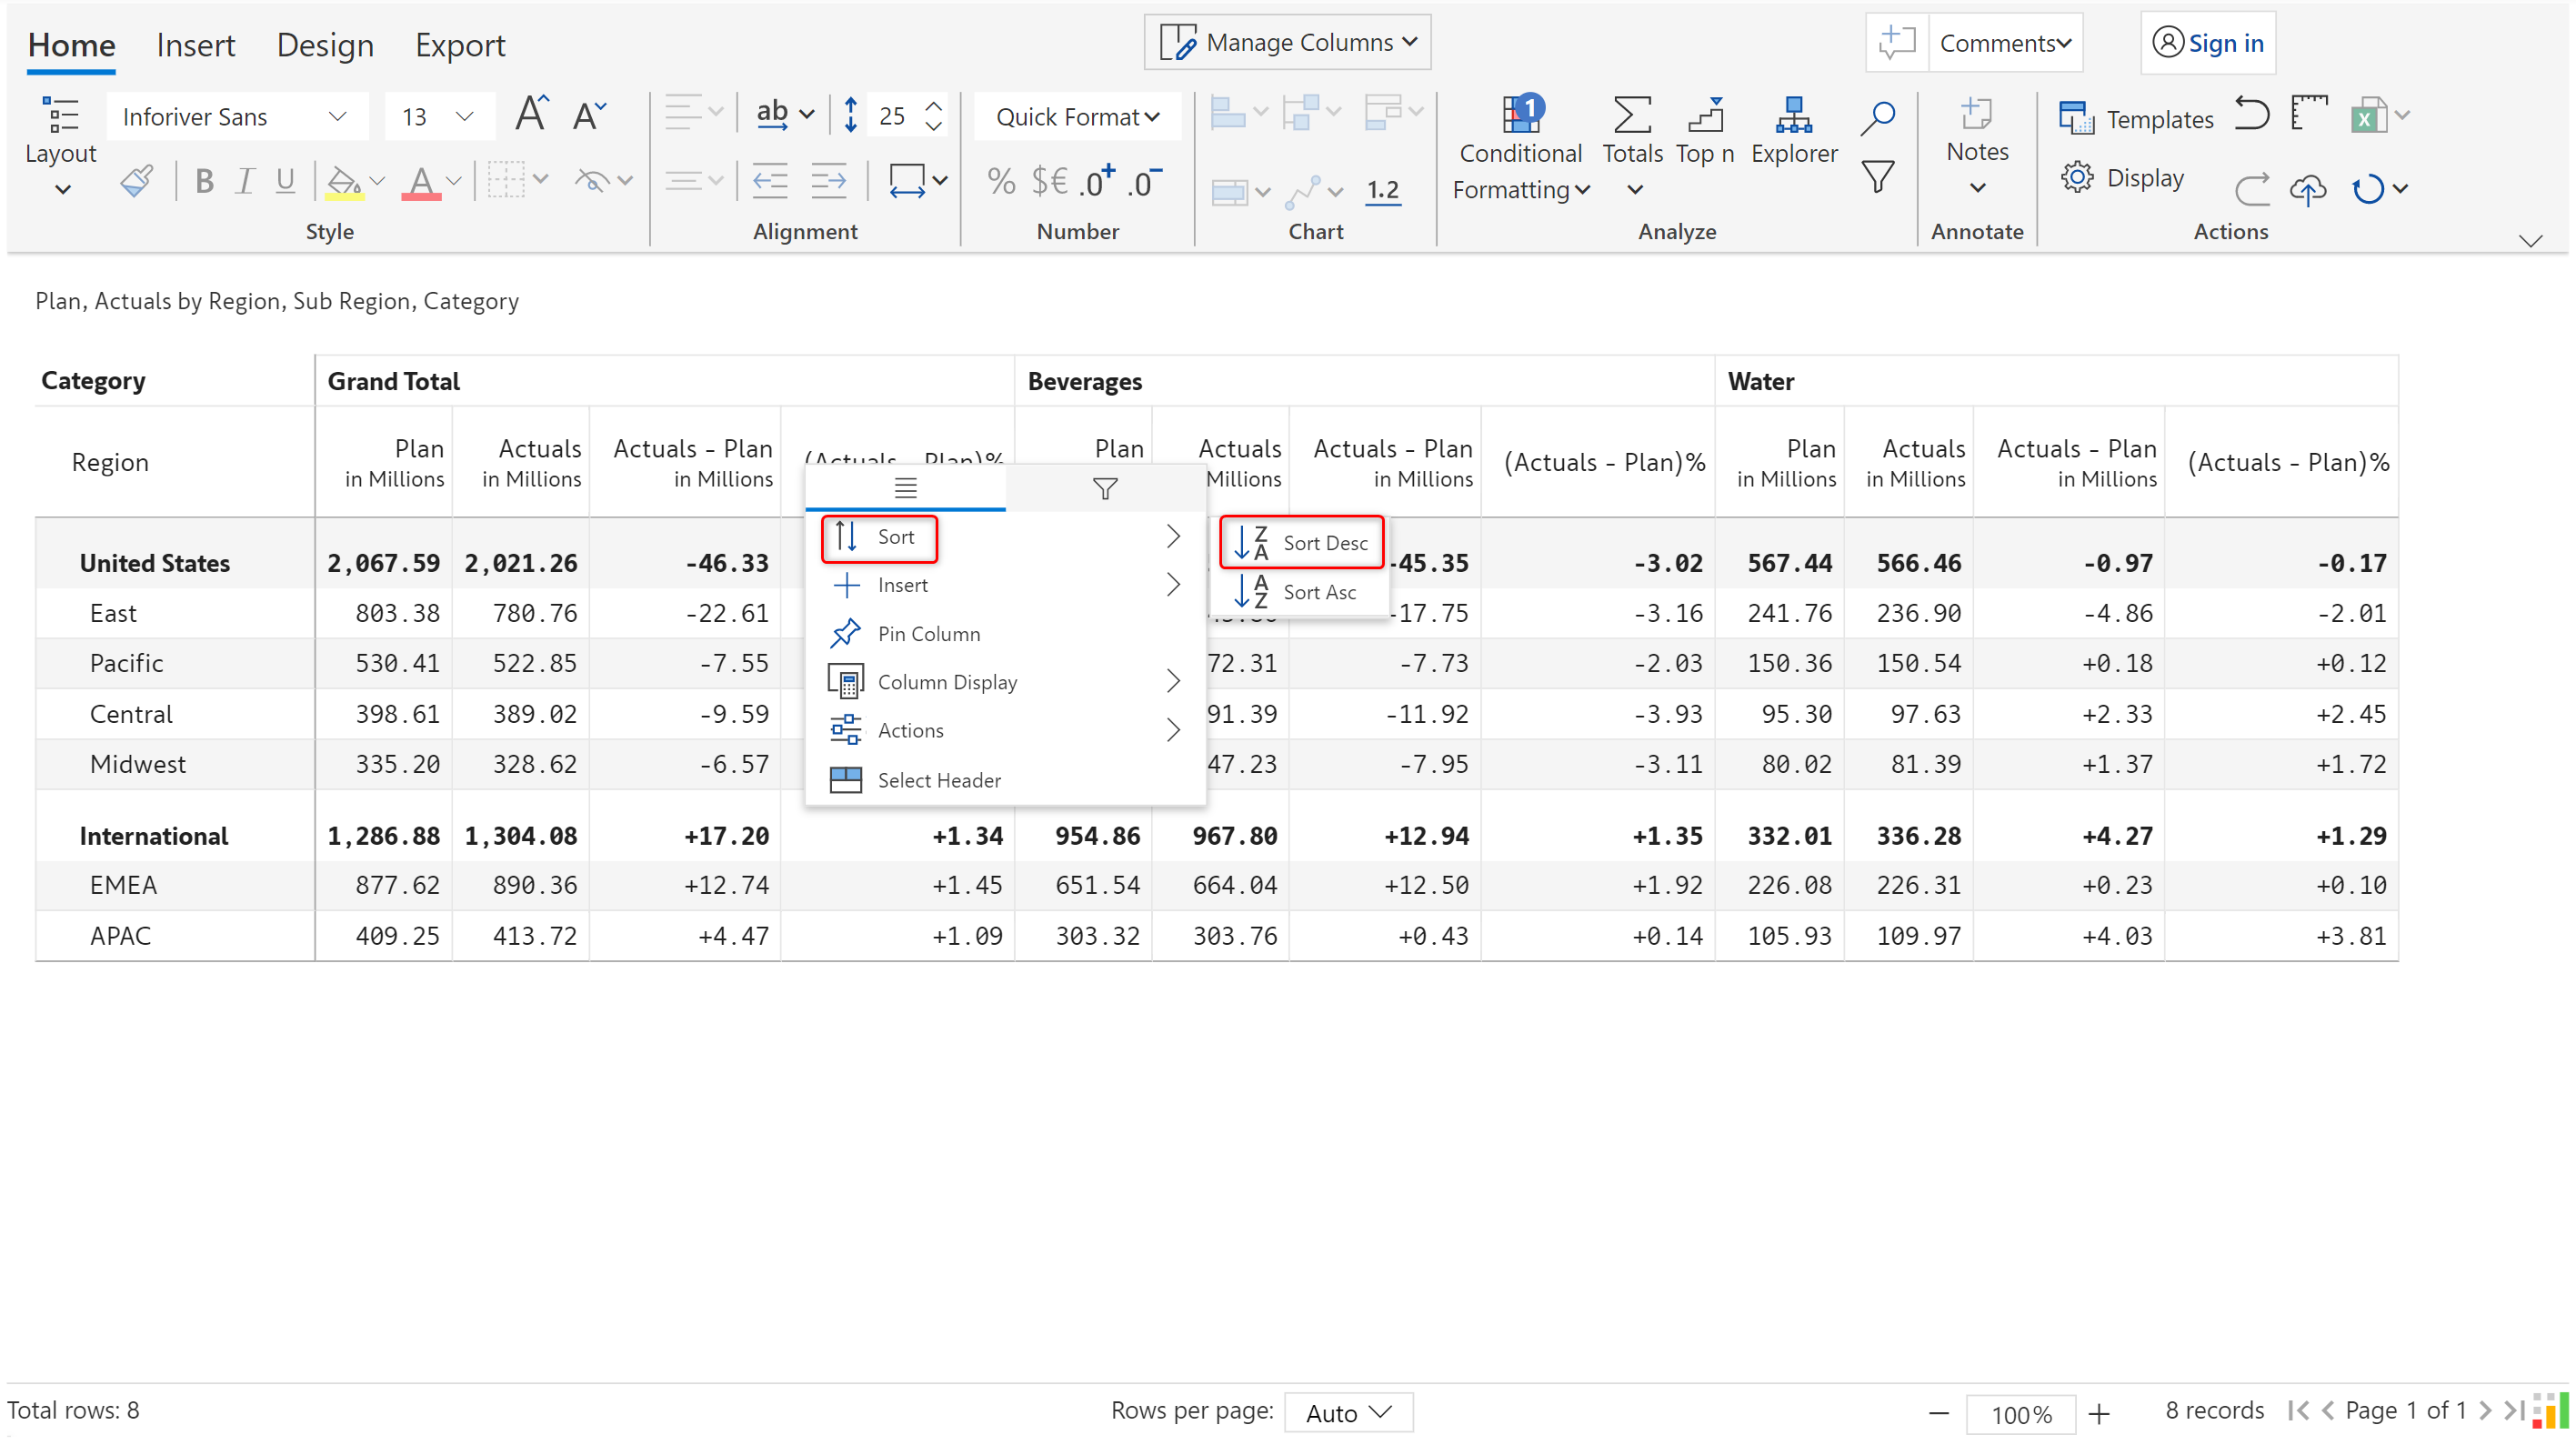 Home Insert Design Export Manage Columns Comments Sign in
Inforiver Sans 13 A A ab 25 Quick Format 1 Templates
Layout Conditional Totals Top n Explorer Notes
B I U A % $€ .0+ .0- 1.2 Formatting Display
Style Alignment Number Chart Analyze Annotate Actions
Plan, Actuals by Region, Sub Region, Category
Category Grand Total Beverages Water
Region Plan Actuals Actuals - Plan (Actuals - Plan)% Plan Actuals Actuals - Plan (Actuals - Plan)% Plan Actuals Actuals - Plan (Actuals - Plan)%
in Millions in Millions in Millions Millions in Millions in Millions in Millions in Millions
Sort Sort Desc
Insert Sort Asc
Pin Column
Column Display
Actions
Select Header
United States 2,067.59 2,021.26 -46.33 -45.35 -3.02 567.44 566.46 -0.97 -0.17
East 803.38 780.76 -22.61 -17.75 -3.16 241.76 236.90 -4.86 -2.01
Pacific 530.41 522.85 -7.55 72.31 -7.73 -2.03 150.36 150.54 +0.18 +0.12
Central 398.61 389.02 -9.59 91.39 -11.92 -3.93 95.30 97.63 +2.33 +2.45
Midwest 335.20 328.62 -6.57 47.23 -7.95 -3.11 80.02 81.39 +1.37 +1.72
International 1,286.88 1,304.08 +17.20 +1.34 954.86 967.80 +12.94 +1.35 332.01 336.28 +4.27 +1.29
EMEA 877.62 890.36 +12.74 +1.45 651.54 664.04 +12.50 +1.92 226.08 226.31 +0.23 +0.10
APAC 409.25 413.72 +4.47 +1.09 303.32 303.76 +0.43 +0.14 105.93 109.97 +4.03 +3.81
Total rows: 8 Rows per page: Auto 100% 8 records Page 1 of 1